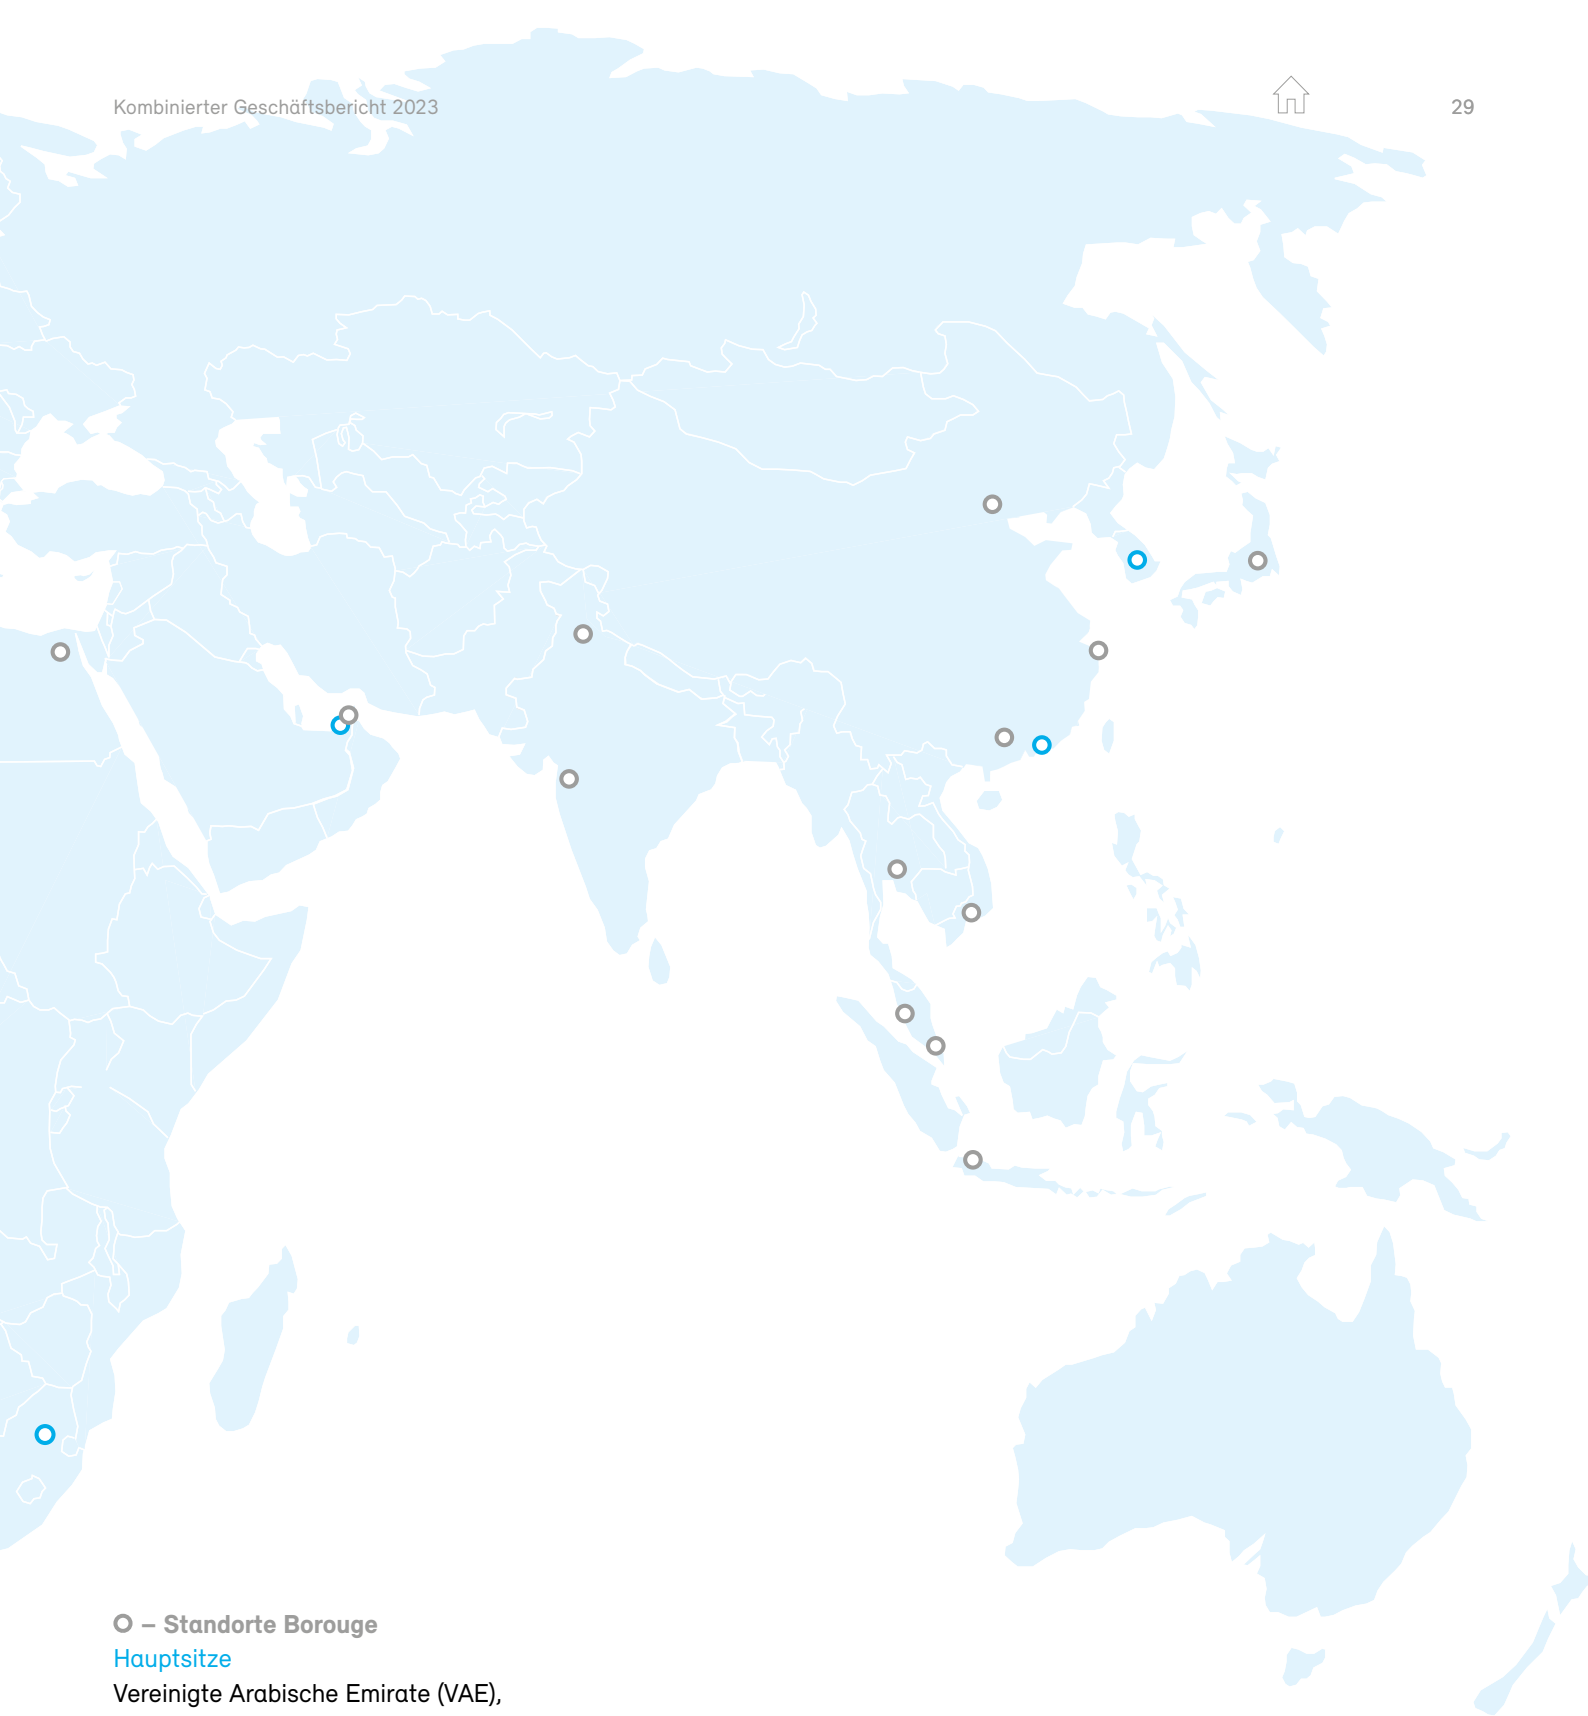 Kombinierter Geschäftsbericht 2023
29
– Standorte Borouge
Hauptsitze
Vereinigte Arabische Emirate (VAE),